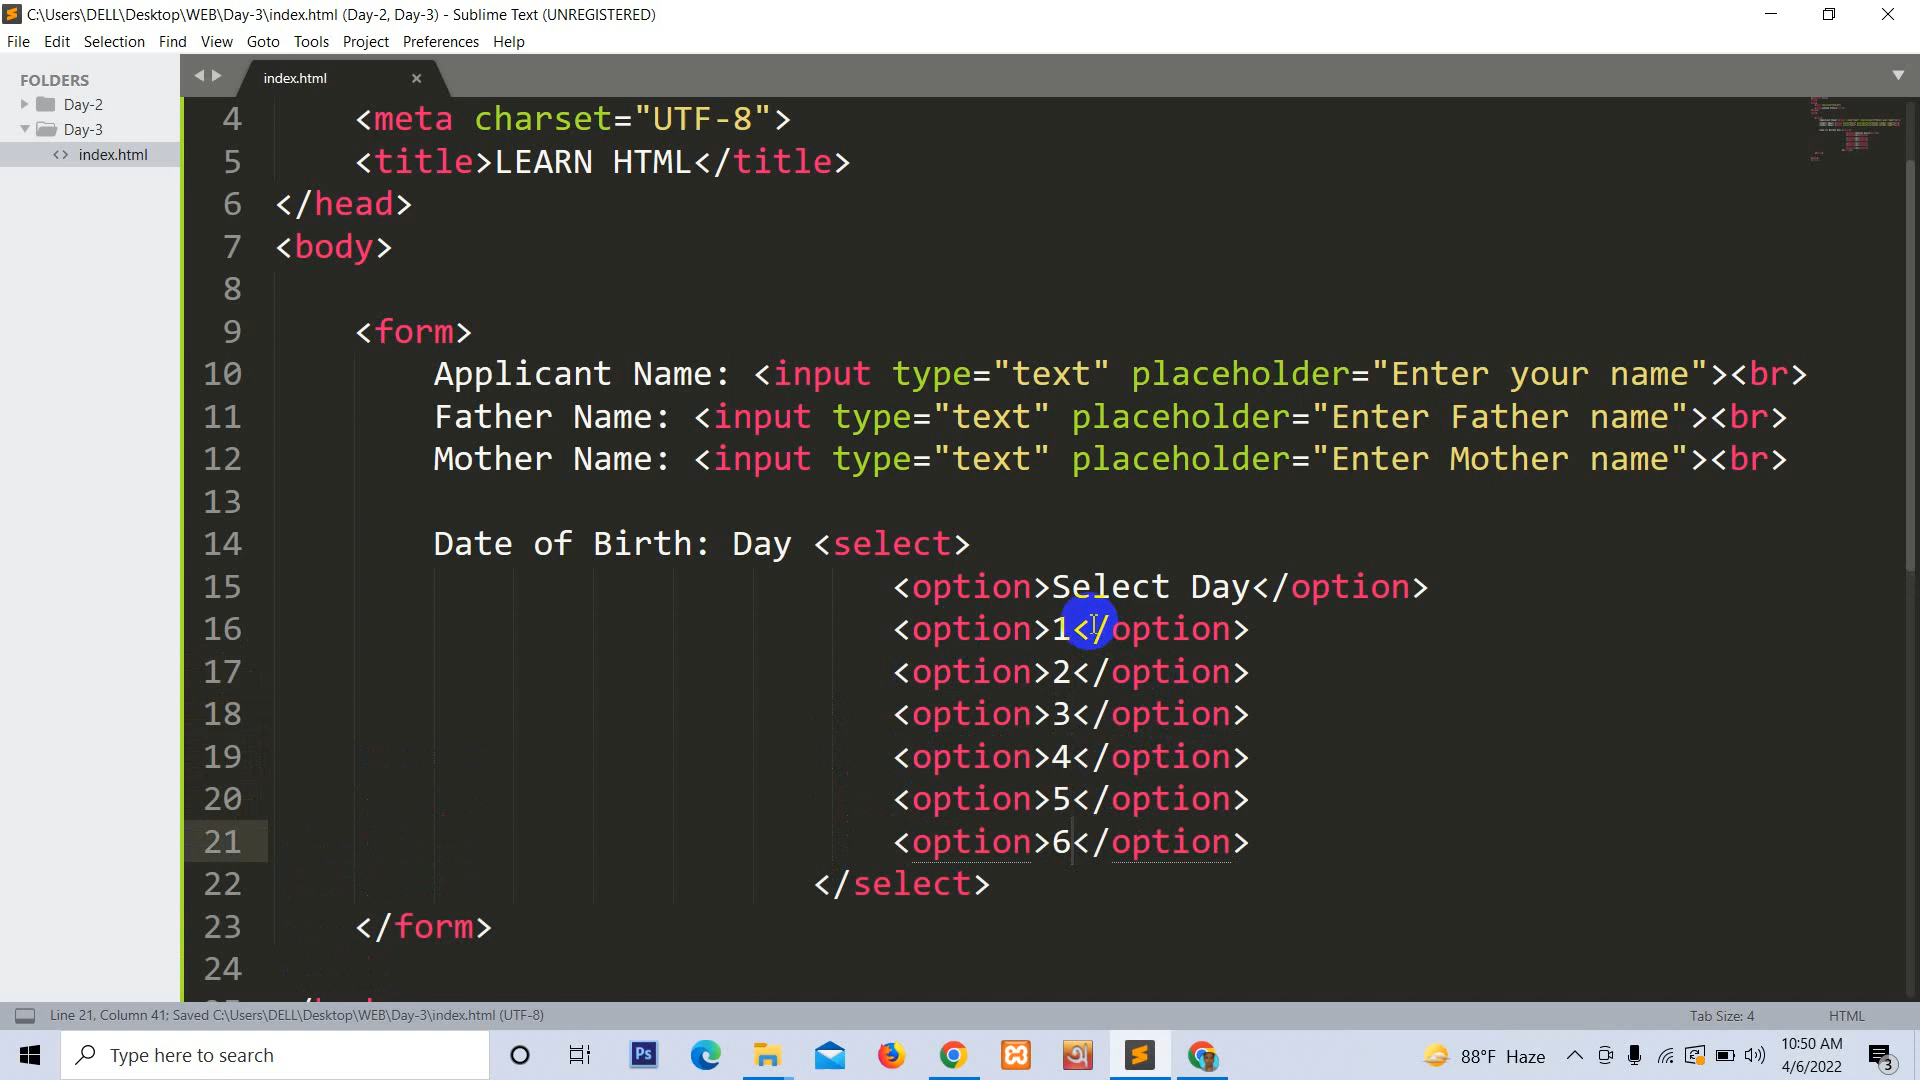 C:\Users\DELL\Desktop\WEB\Day-3\index.html (Day-2, Day-3) - Sublime Text (UNREGISTERED)
File Edit Selection Find View Goto Tools Project Preferences Help
FOLDERS
Day-2
Day-3
<> index.html
index.html
4 <meta charset="UTF-8">
5 <title>LEARN HTML</title>
6 </head>
7 <body>
8
9 <form>
10 Applicant Name: <input type="text" placeholder="Enter your name"><br>
11 Father Name: <input type="text" placeholder="Enter Father name"><br>
12 Mother Name: <input type="text" placeholder="Enter Mother name"><br>
13
14 Date of Birth: Day <select>
15 <option>Select Day</option>
16 <option>1</option>
17 <option>2</option>
18 <option>3</option>
19 <option>4</option>
20 <option>5</option>
21 <option>6</option>
22 </select>
23 </form>
24
Line 21, Column 41; Saved C:\Users\DELL\Desktop\WEB\Day-3\index.html (UTF-8)
Tab Size: 4
HTML
Type here to search
Ps
অ
88°F Haze
10:50 AM
4/6/2022
3